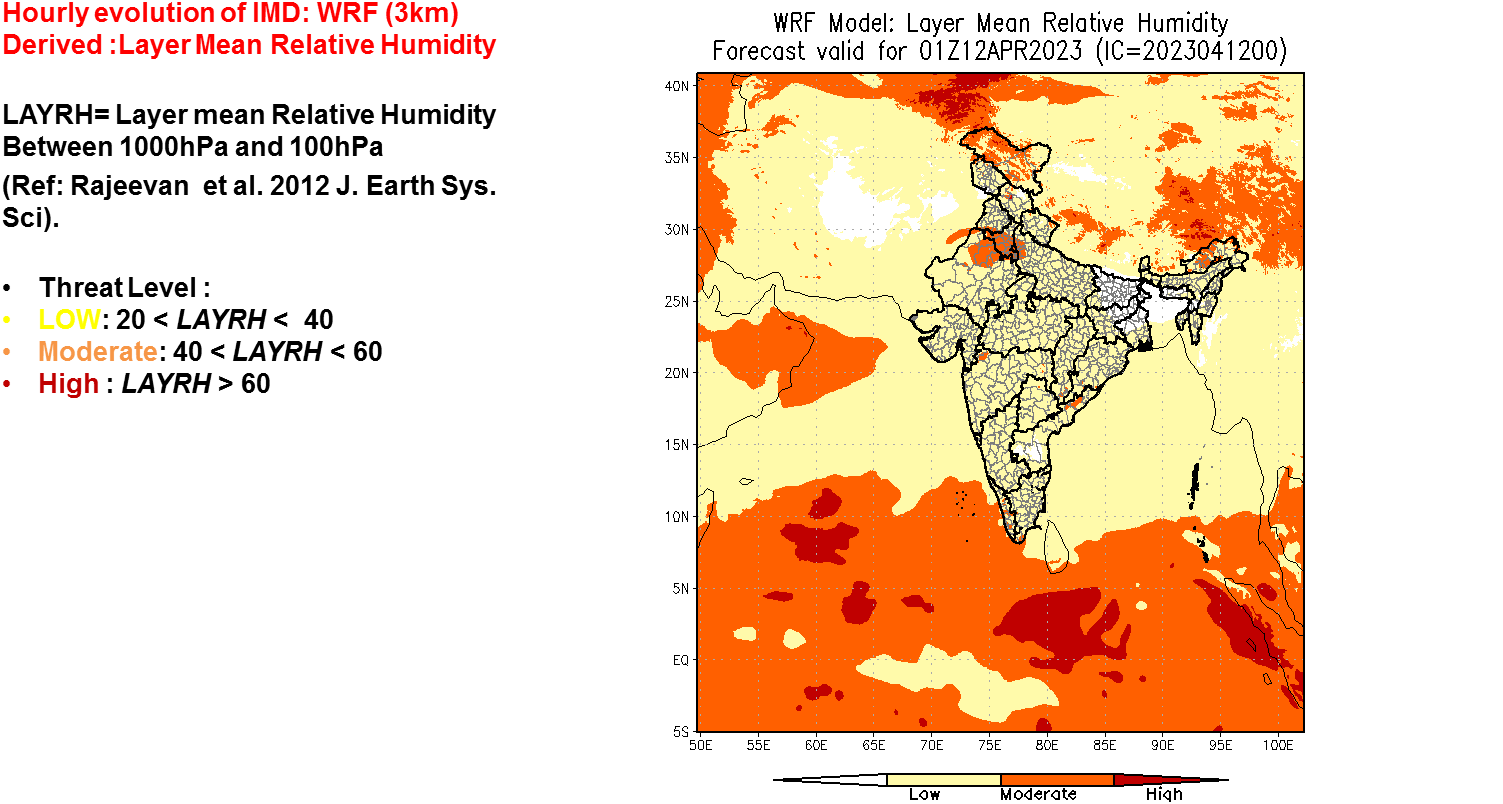 Hourly evolution of IMD: WRF (3km)
Derived :Layer Mean Relative Humidity
LAYRH= Layer mean Relative Humidity
Between 1000hPa and 100hPa
(Ref: Rajeevan et al. 2012 J. Earth Sys.
Sci).
• Threat Level :
• LOW: 20 < LAYRH < 40
• Moderate: 40 < LAYRH < 60
• High : LAYRH > 60
WRF Model: Layer Mean Relative Humidity
Forecast valid for 01Z12APR2023 (IC=2023041200)
40N
35N
30N
25N
20N
15N
10N
5N
EQ
5S
50E 55E 60E 65E 70E 75E 80E 85E 90E 95E 100E
Low Moderate High